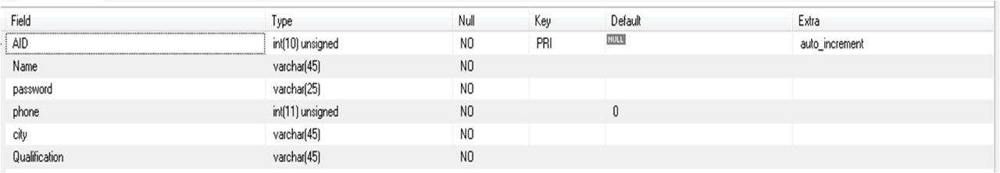 Field Type Null Key Default Extra
AID int(10) unsigned NO PRI NULL auto_increment
Name varchar(45) NO
password varchar(25) NO
phone int(11) unsigned NO 0
city varchar(45) NO
Qualification varchar(45) NO